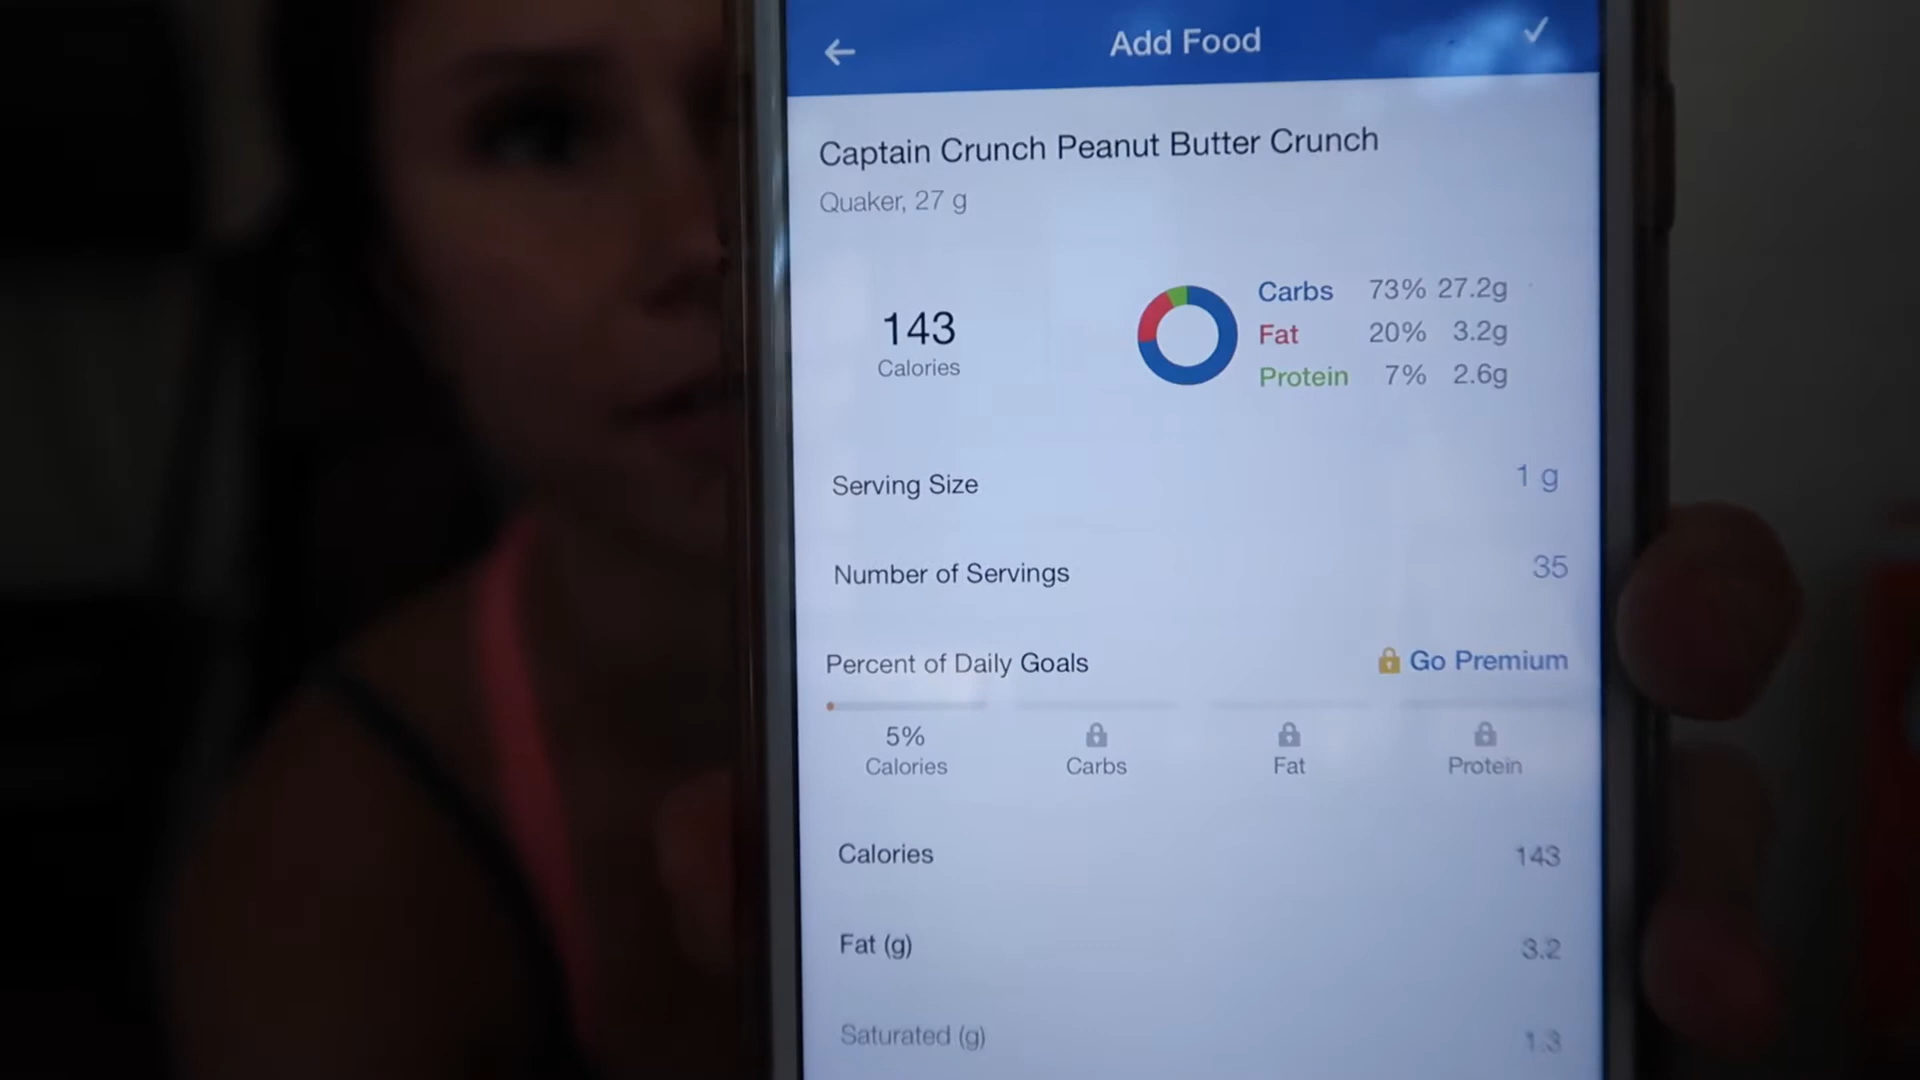 Add Food
Captain Crunch Peanut Butter Crunch
Quaker, 27 g
143
Calories
Carbs 73% 27.2g
Fat 20% 3.2g
Protein 7% 2.6g
Serving Size 1 g
Number of Servings 35
Percent of Daily Goals Go Premium
5%
Calories Carbs Fat Protein
Calories 143
Fat (g) 3.2
Saturated (g) 1.3